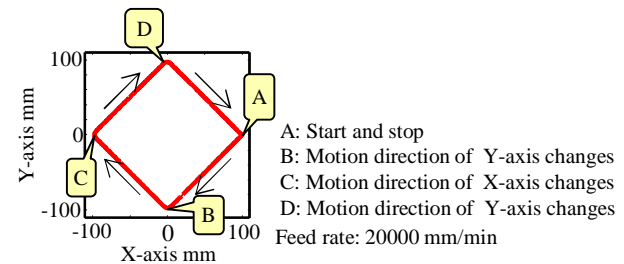 D
100
A
Y-axis mm
0
C
B
-100
-100
0
100
X-axis mm
A: Start and stop
B: Motion direction of Y-axis changes
C: Motion direction of X-axis changes
D: Motion direction of Y-axis changes
Feed rate: 20000 mm/min